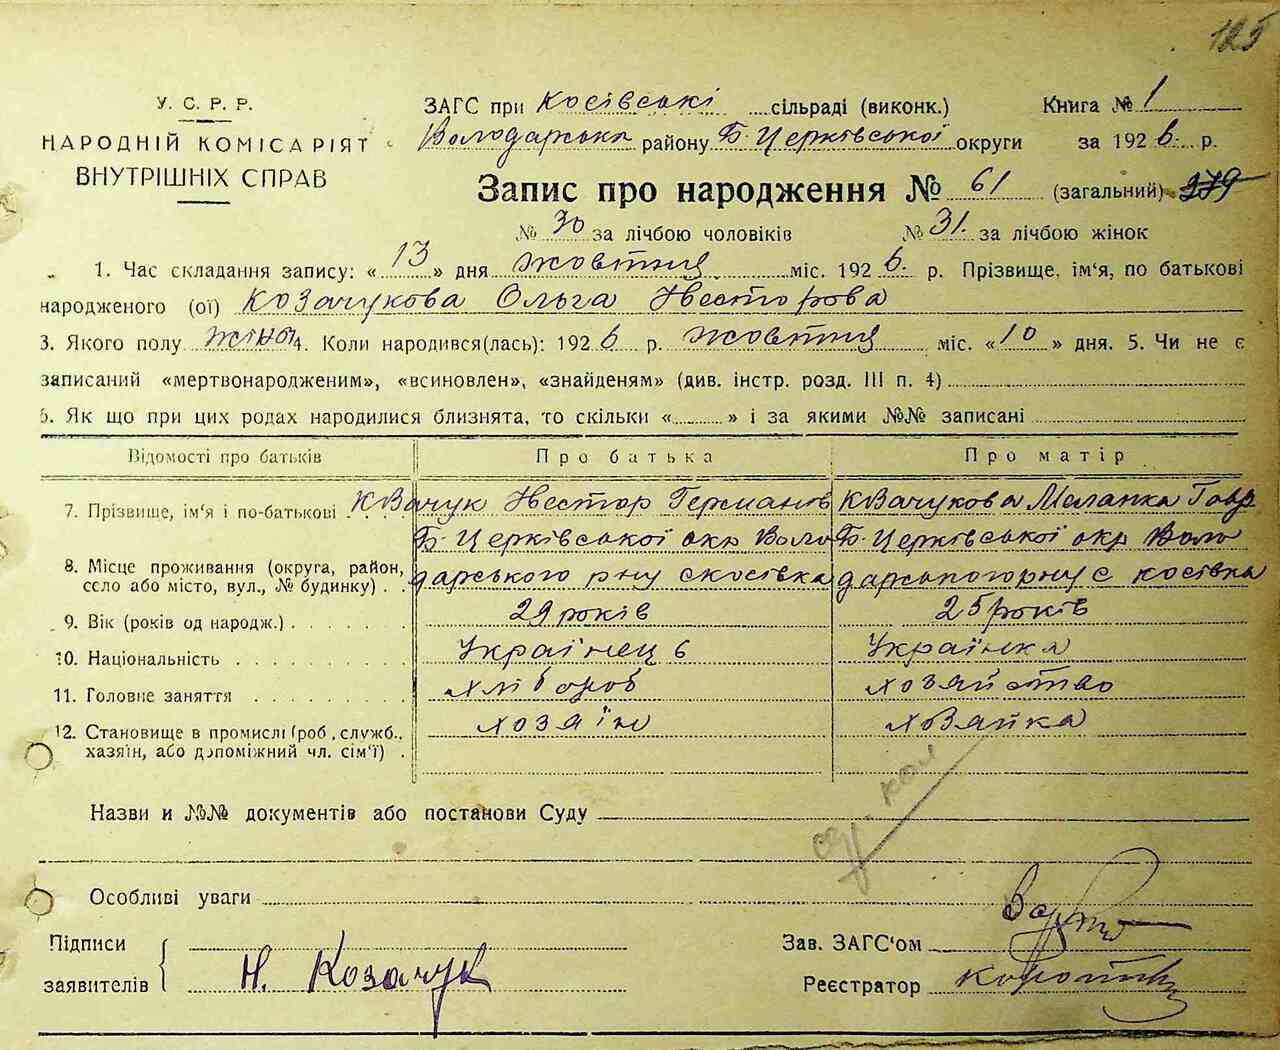 125
У. С. Р. Р.
НАРОДНІЙ КОМІСАРІЯТ
ВНУТРІШНІХ СПРАВ
ЗАГС при Косівські сільраді (виконк.) Книга № 1
Володарська району Б Церківської округи за 1926 р.
Запис про народження № 61 (загальний) 379
№ 30 за лічбою чоловіків № 31. за лічбою жінок
1. Час складання запису: « 13 » дня жовтня міс. 1926. р. Прізвище, ім'я, по батькові
народженого (ої) Козачукова Ольга Несторова
3. Якого полу жіноч 4. Коли народився(лась): 1926 р. жовтня міс. «10» дня. 5. Чи не є
записаний «мертвонародженим», «всиновлен», «знайденям» (див. інстр. розд. III п. 4)
6. Як що при цих родах народилися близнята, то скільки « » і за якими №№ записані
Відомості про батьків Про батька Про матір
7. Прізвище, ім'я і по-батькові Козачук Нестор Германов Козачукова Меланка Гавр
Б. Церківської окр Воло Б. Церківської окр Воло
8. Місце проживання (округа, район, село або місто, вул., № будинку) дарського рну с косівка дарського рну с косівка
9. Вік (років од народж.) 29 років 25 років
10. Національність Українець Українка
11. Головне заняття хлібороб хозяйство
12. Становище в промислі (роб., служб., хазяїн, або допоміжний чл. сім'ї) хозяїн хозяйка
Назви и №№ документів або постанови Суду
Особливі уваги
Підписи
заявителів Н. Козачук
Зав. ЗАГС'ом
Реєстратор